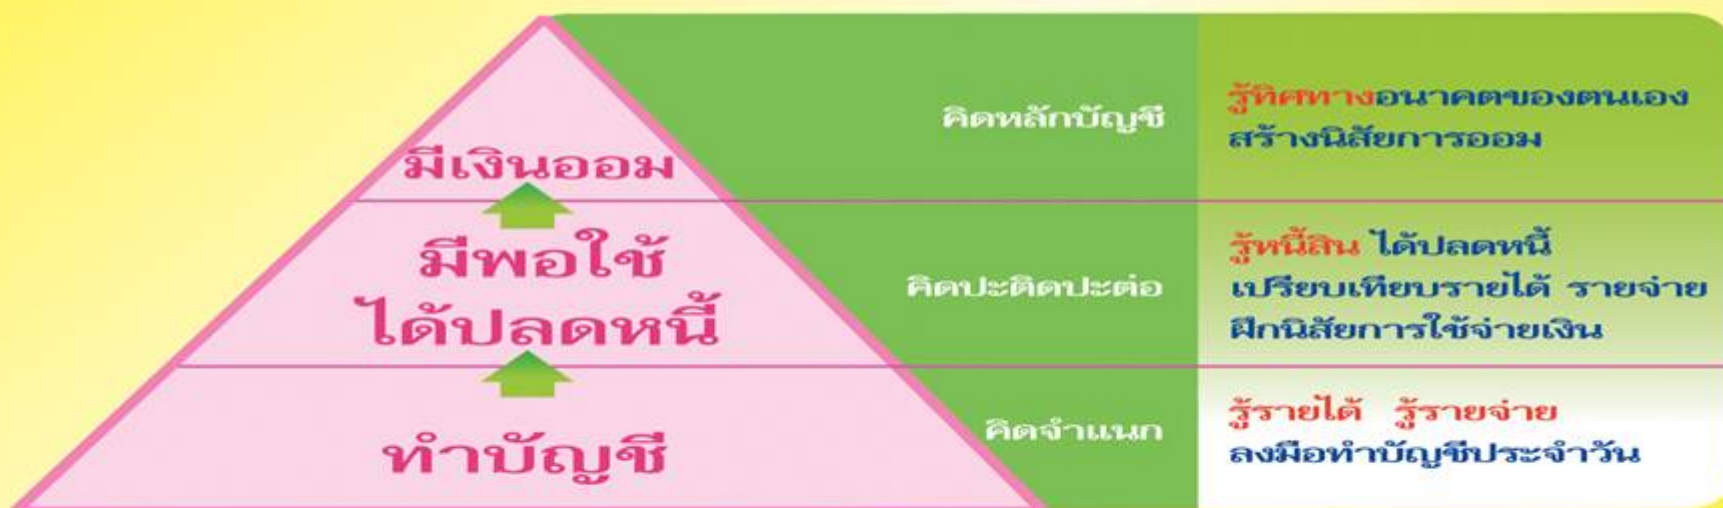 มีเงินออม
คิดหลักบัญชี
รู้ทิศทางอนาคตของตนเอง
สร้างนิสัยการออม
มีพอใช้
ได้ปลดหนี้
คิดปะติดปะต่อ
รู้หนี้สิน ได้ปลดหนี้
เปรียบเทียบรายได้ รายจ่าย
ฝึกนิสัยการใช้จ่ายเงิน
ทำบัญชี
คิดจำแนก
รู้รายได้ รู้รายจ่าย
ลงมือทำบัญชีประจำวัน